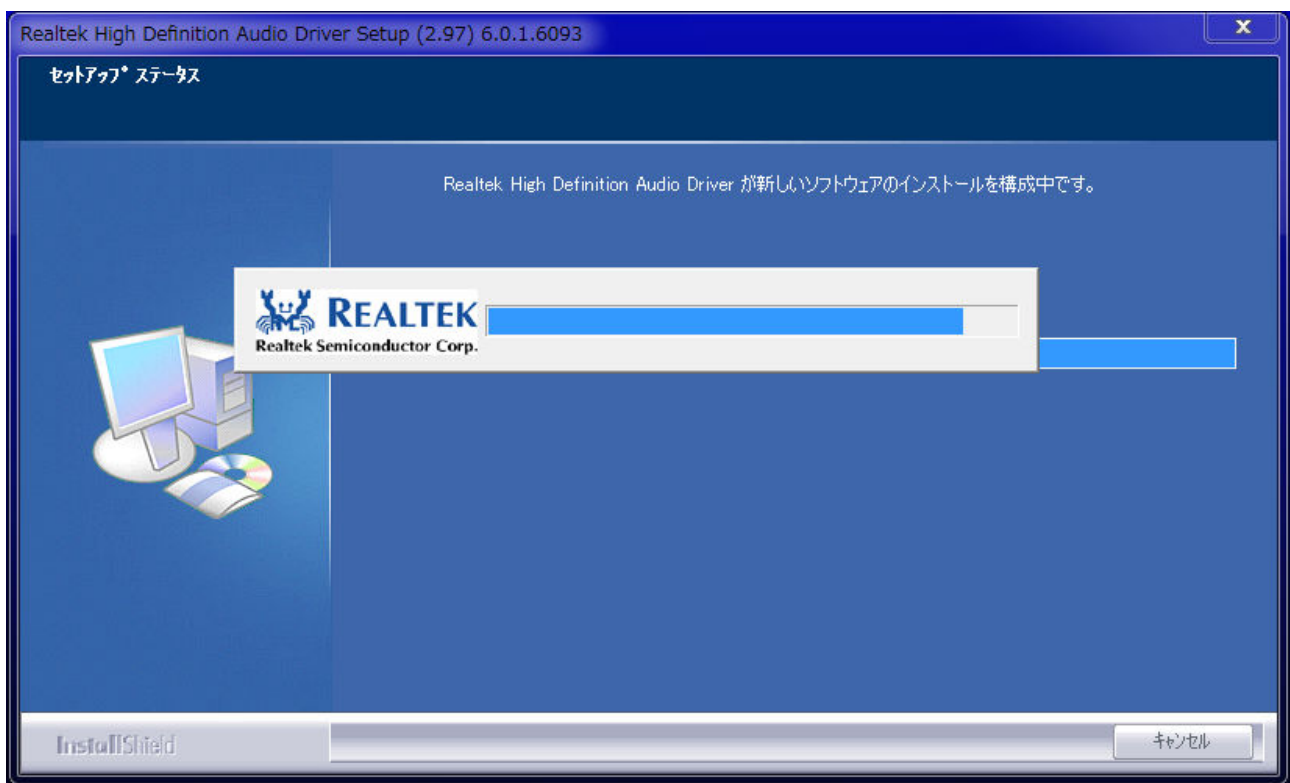 Realtek High Definition Audio Driver Setup (2.97) 6.0.1.6093
X
セットアップ ステータス
Realtek High Definition Audio Driver が新しいソフトウェアのインストールを構成中です。
REALTEK
Realtek Semiconductor Corp.
InstallShield
キャンセル